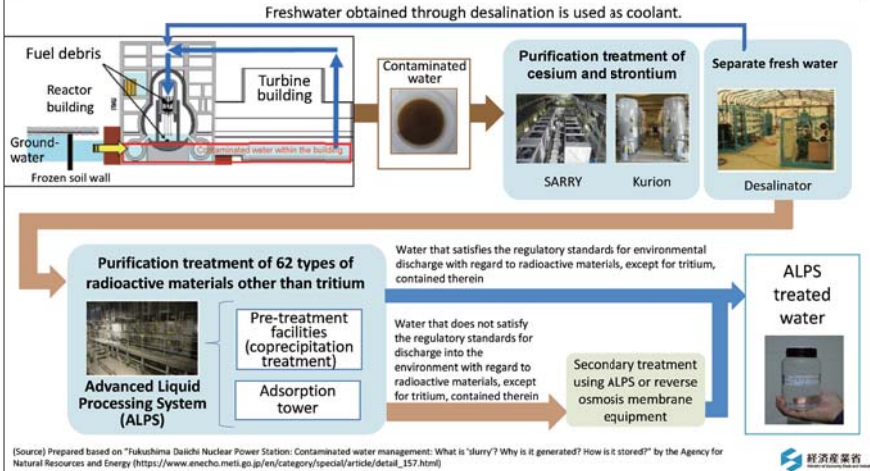 Freshwater obtained through desalination is used as coolant.
Fuel debris
Reactor
building
Turbine
building
Ground-
water
Contaminated water within the building
Frozen soil wall
Contaminated
water
Purification treatment of
cesium and strontium
SARRY
Kurion
Separate fresh water
Desalinator
Purification treatment of 62 types of
radioactive materials other than tritium
Advanced Liquid
Processing System
(ALPS)
Pre-treatment
facilities
(coprecipitation
treatment)
Adsorption
tower
Water that satisfies the regulatory standards for environmental
discharge with regard to radioactive materials, except for tritium,
contained therein
Water that does not satisfy
the regulatory standards for
discharge into the
environment with regard to
radioactive materials, except
for tritium, contained therein
Secondary treatment
using ALPS or reverse
osmosis membrane
equipment
ALPS
treated
water
(Source) Prepared based on "Fukushima Daiichi Nuclear Power Station: Contaminated water management: What is 'slurry'? Why is it generated? How is it stored?" by the Agency for
Natural Resources and Energy (https://www.enecho.meti.go.jp/en/category/special/article/detail_157.html)
経済産業省
Ministry of Economy, Trade and Industry